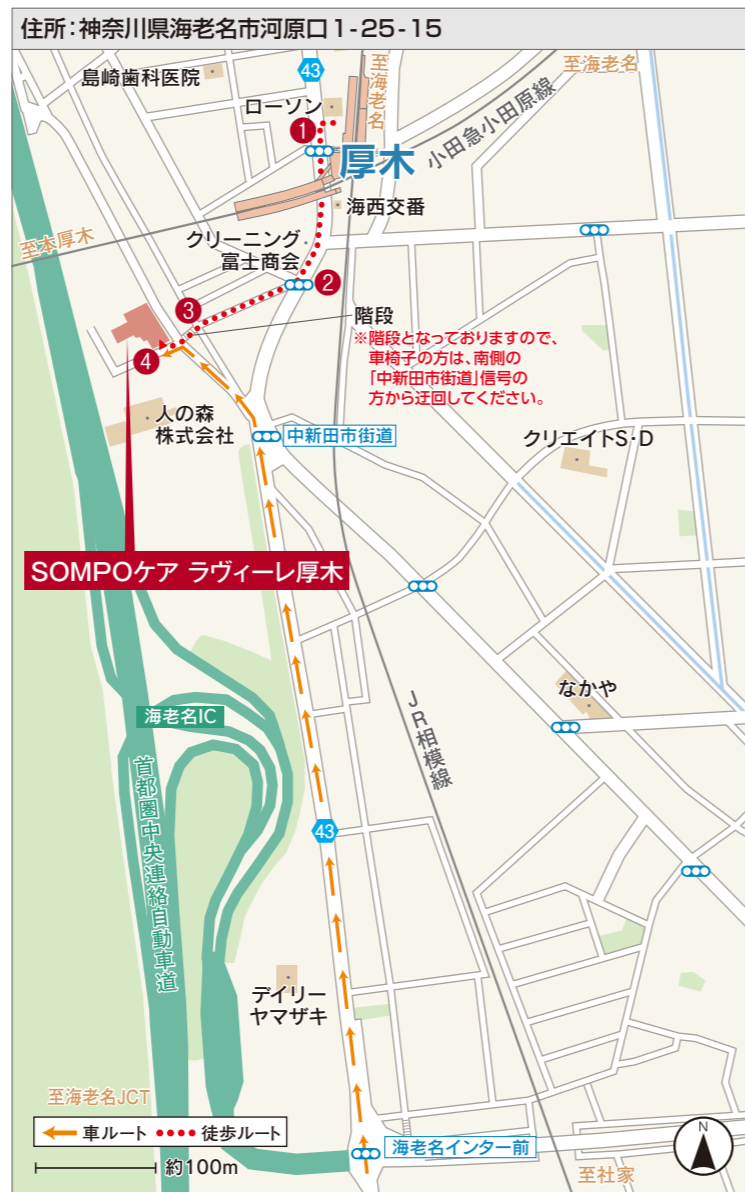 住所：神奈川県海老名市河原口1-25-15
島崎歯科医院
43
至海老名
至海老名
ローソン
1
厚木
小田急小田原線
海西交番
至本厚木
クリーニング
富士商会
2
3
階段
※階段となっておりますので、
車椅子の方は、南側の
「中新田市街道」信号の
方から迂回してください。
4
人の森
株式会社
中新田市街道
クリエイトS・D
SOMPOケア ラヴィーレ厚木
なかや
海老名IC
JR相模線
首都圏中央連絡自動車道
43
デイリー
ヤマザキ
至海老名JCT
車ルート 徒歩ルート
約100m
海老名インター前
至社家
N